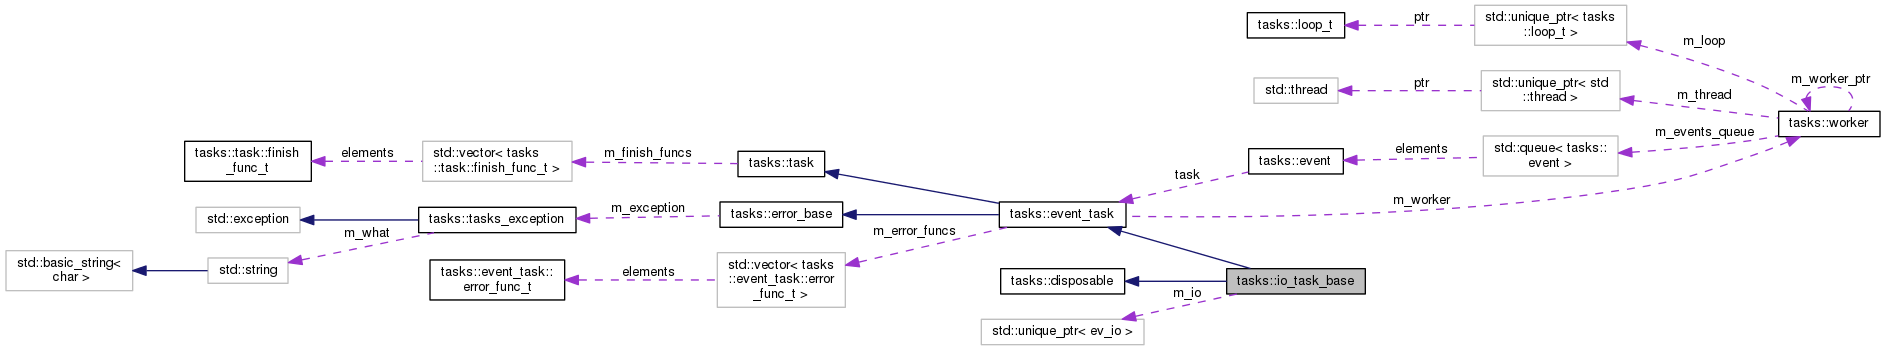 tasks::loop_t
ptr
std::unique_ptr< tasks
::loop_t >
m_loop
std::thread
ptr
std::unique_ptr< std
::thread >
m_thread
m_worker_ptr
tasks::worker
tasks::task::finish
_func_t
elements
std::vector< tasks
::task::finish_func_t >
m_finish_funcs
tasks::task
tasks::event
elements
std::queue< tasks::
event >
m_events_queue
task
std::exception
tasks::tasks_exception
m_exception
tasks::error_base
tasks::event_task
m_worker
m_what
std::basic_string<
char >
std::string
tasks::event_task::
error_func_t
elements
std::vector< tasks
::event_task::error
_func_t >
m_error_funcs
tasks::disposable
tasks::io_task_base
m_io
std::unique_ptr< ev_io >